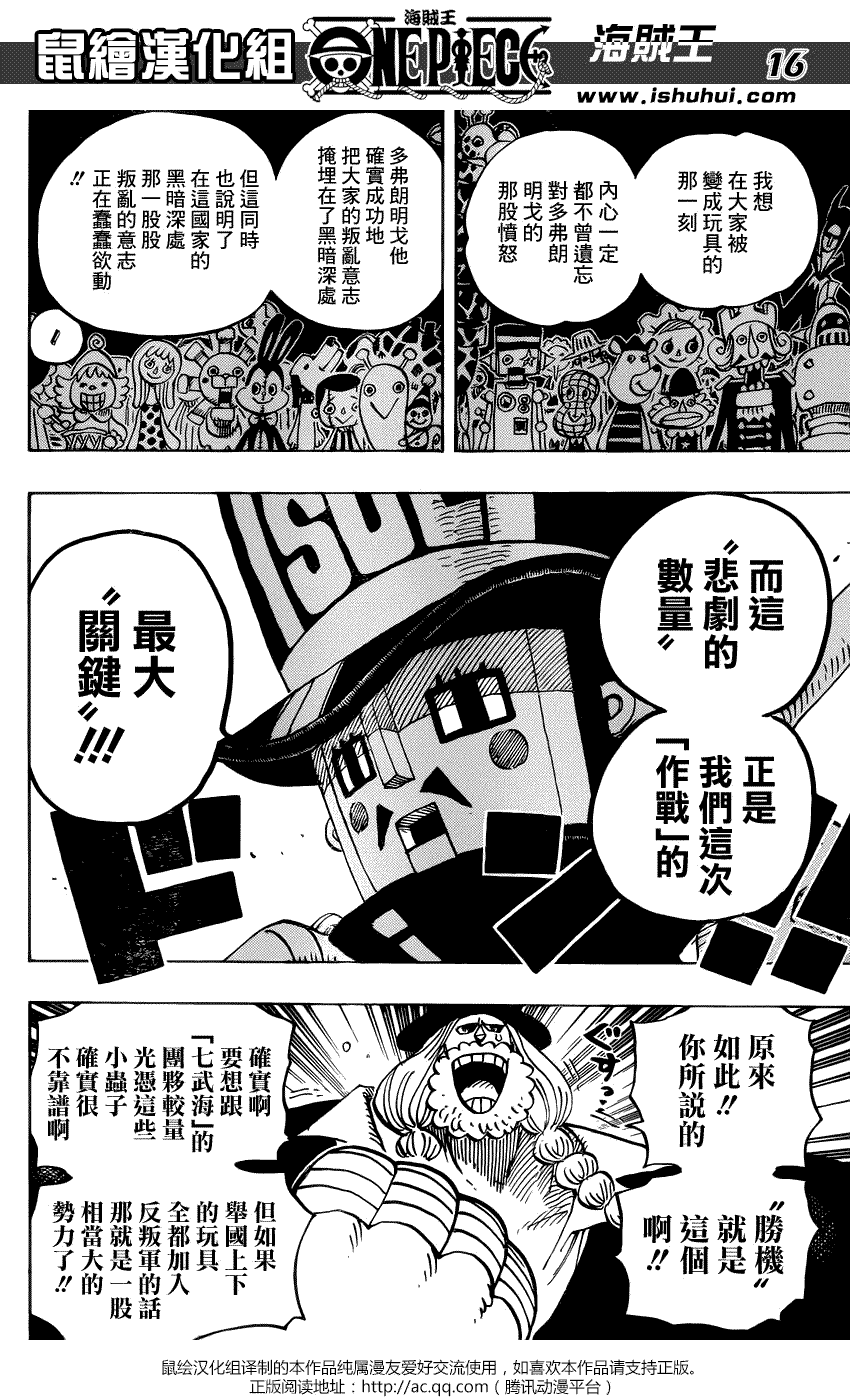 鼠繪漢化組
海賊王
ONE PIECE
海賊王
16
www.ishuhui.com
我想
在大家被
變成玩具的
那一刻
內心一定
都不曾遺忘
對多弗朗
明戈的
那股憤怒
多弗朗明戈他
確實成功地
把大家的叛亂意志
掩埋在了黑暗深處
但這同時
也說明了
在這國家的
黑暗深處
那一股股
叛亂的意志
正在蠢蠢欲動
!!
而這
“悲劇的
數量”
正是
我們這次
「作戰」的
最大
“關鍵”!!!
ド
原來
如此!!
你所說的
“勝機”
就是
這個
啊!!
ぐすっ…
確實啊
要想跟
「七武海」的
團夥較量
光憑這些
小蟲子
確實很
不靠譜啊
但如果
舉國上下
的玩具
全都加入
反叛軍的話
那就是一股
相當大的
勢力了!!
鼠绘汉化组译制的本作品纯属漫友爱好交流使用，如喜欢本作品请支持正版。
正版阅读地址：http://ac.qq.com（腾讯动漫平台）